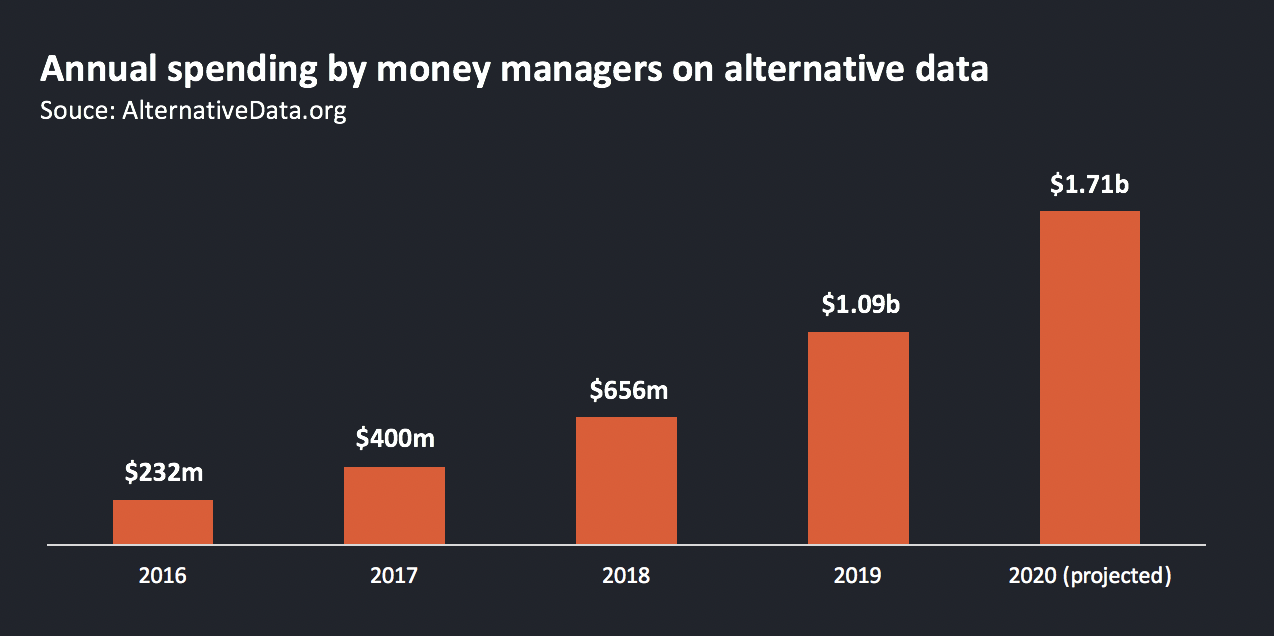 Annual spending by money managers on alternative data
Souce: AlternativeData.org
$1.71b
$1.09b
$656m
$400m
$232m
2016 2017 2018 2019 2020 (projected)